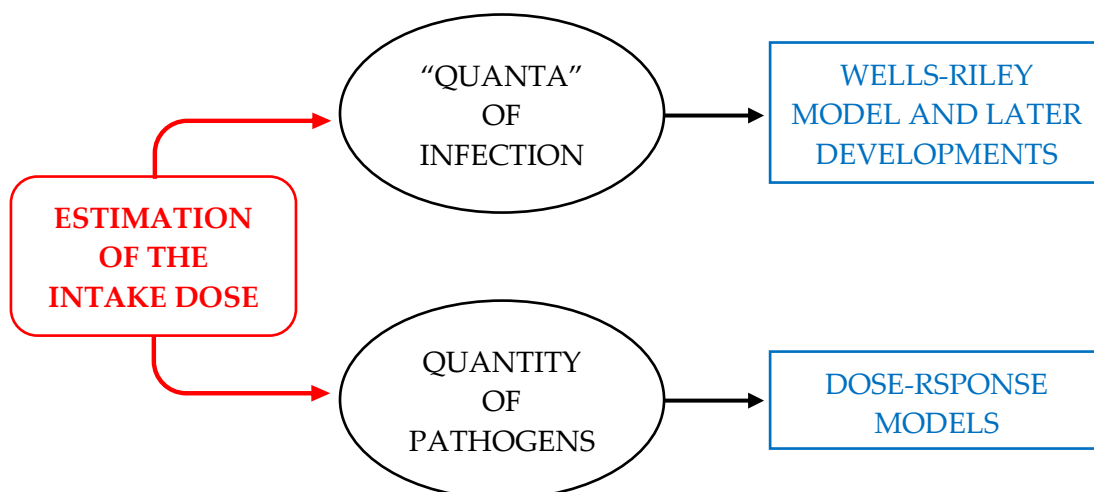 “QUANTA”
OF
INFECTION
WELLS-RILEY
MODEL AND LATER
DEVELOPMENTS
ESTIMATION
OF THE
INTAKE DOSE
QUANTITY
OF
PATHOGENS
DOSE-RSPONSE
MODELS